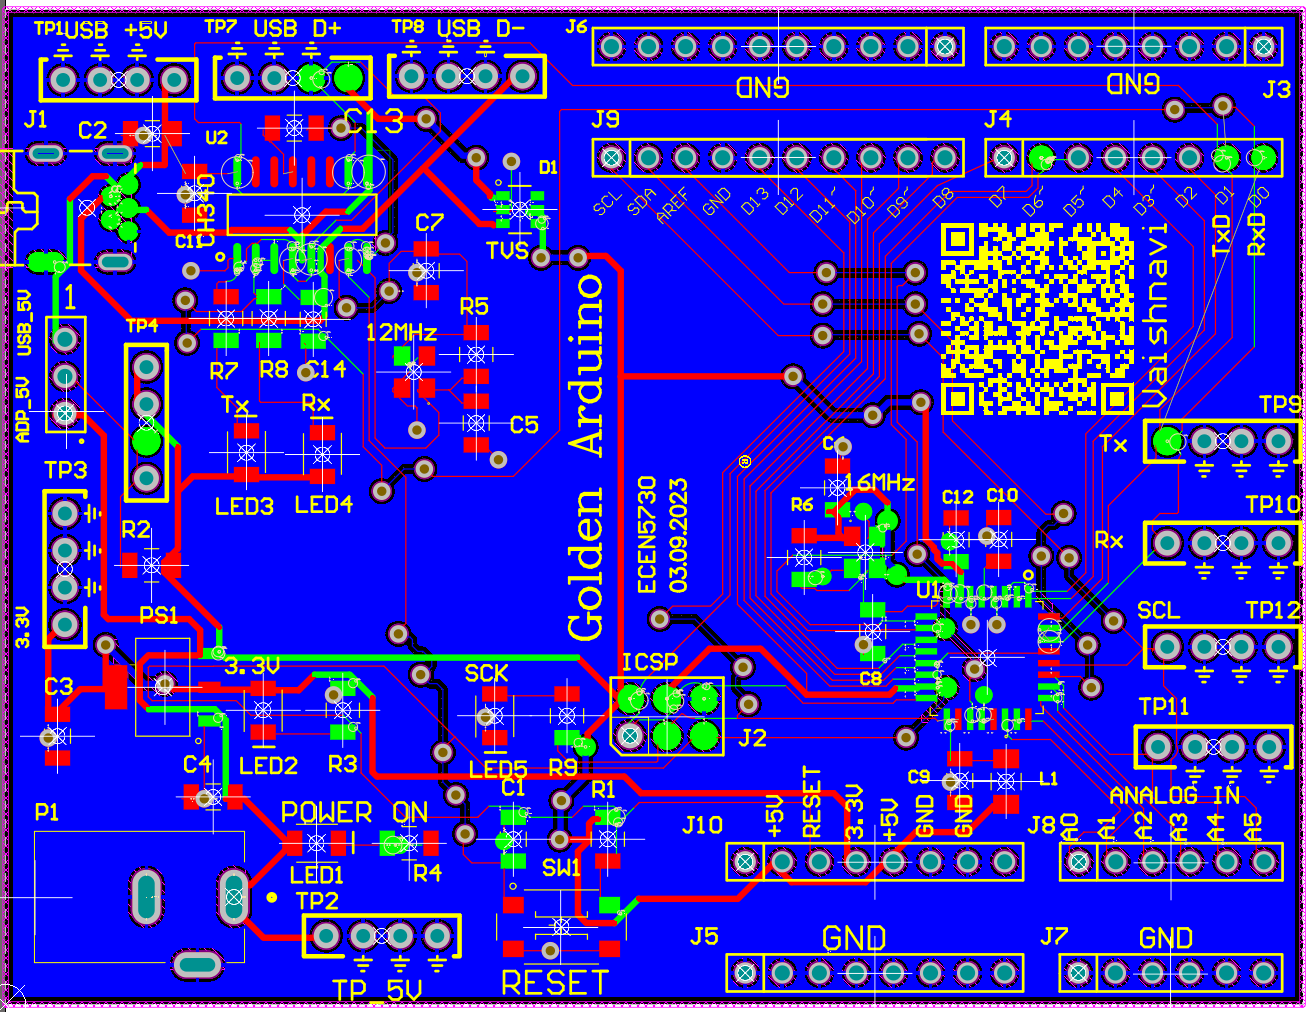 TP1 USB +5V
TP7 USB D+
TP8 USB D-
J6
GND
GND
J3
J1
C2
U2
C13
J9
J4
D1
CH340
C11
C7
TVS
SCL
SDA
AREF
GND
D13
D12
D11~
D10~
D9~
D8
D7
D6~
D5~
D4
D3~
D2
D1
D0
TxD
RxD
Vaishnavi
1
USB_5V
ADP_5V
TP4
R7
R8
C14
12MHz
R5
C5
Tx
Rx
LED3
LED4
TP3
3.3V
R2
PS1
Golden Arduino
ECEN5730
03.09.2023
16MHz
R6
C12
C10
U1
C8
TP9
Tx
TP10
Rx
SCL
TP12
TP11
C3
3.3V
LED2
R3
SCK
LED5
R9
ICSP
J2
C9
L1
C4
P1
POWER ON
LED1
R4
C1
R1
SW1
RESET
TP2
TP_5V
J10
+5V
RESET
3.3V
+5V
GND
GND
J8
ANALOG IN
A0
A1
A2
A3
A4
A5
J5
GND
J7
GND